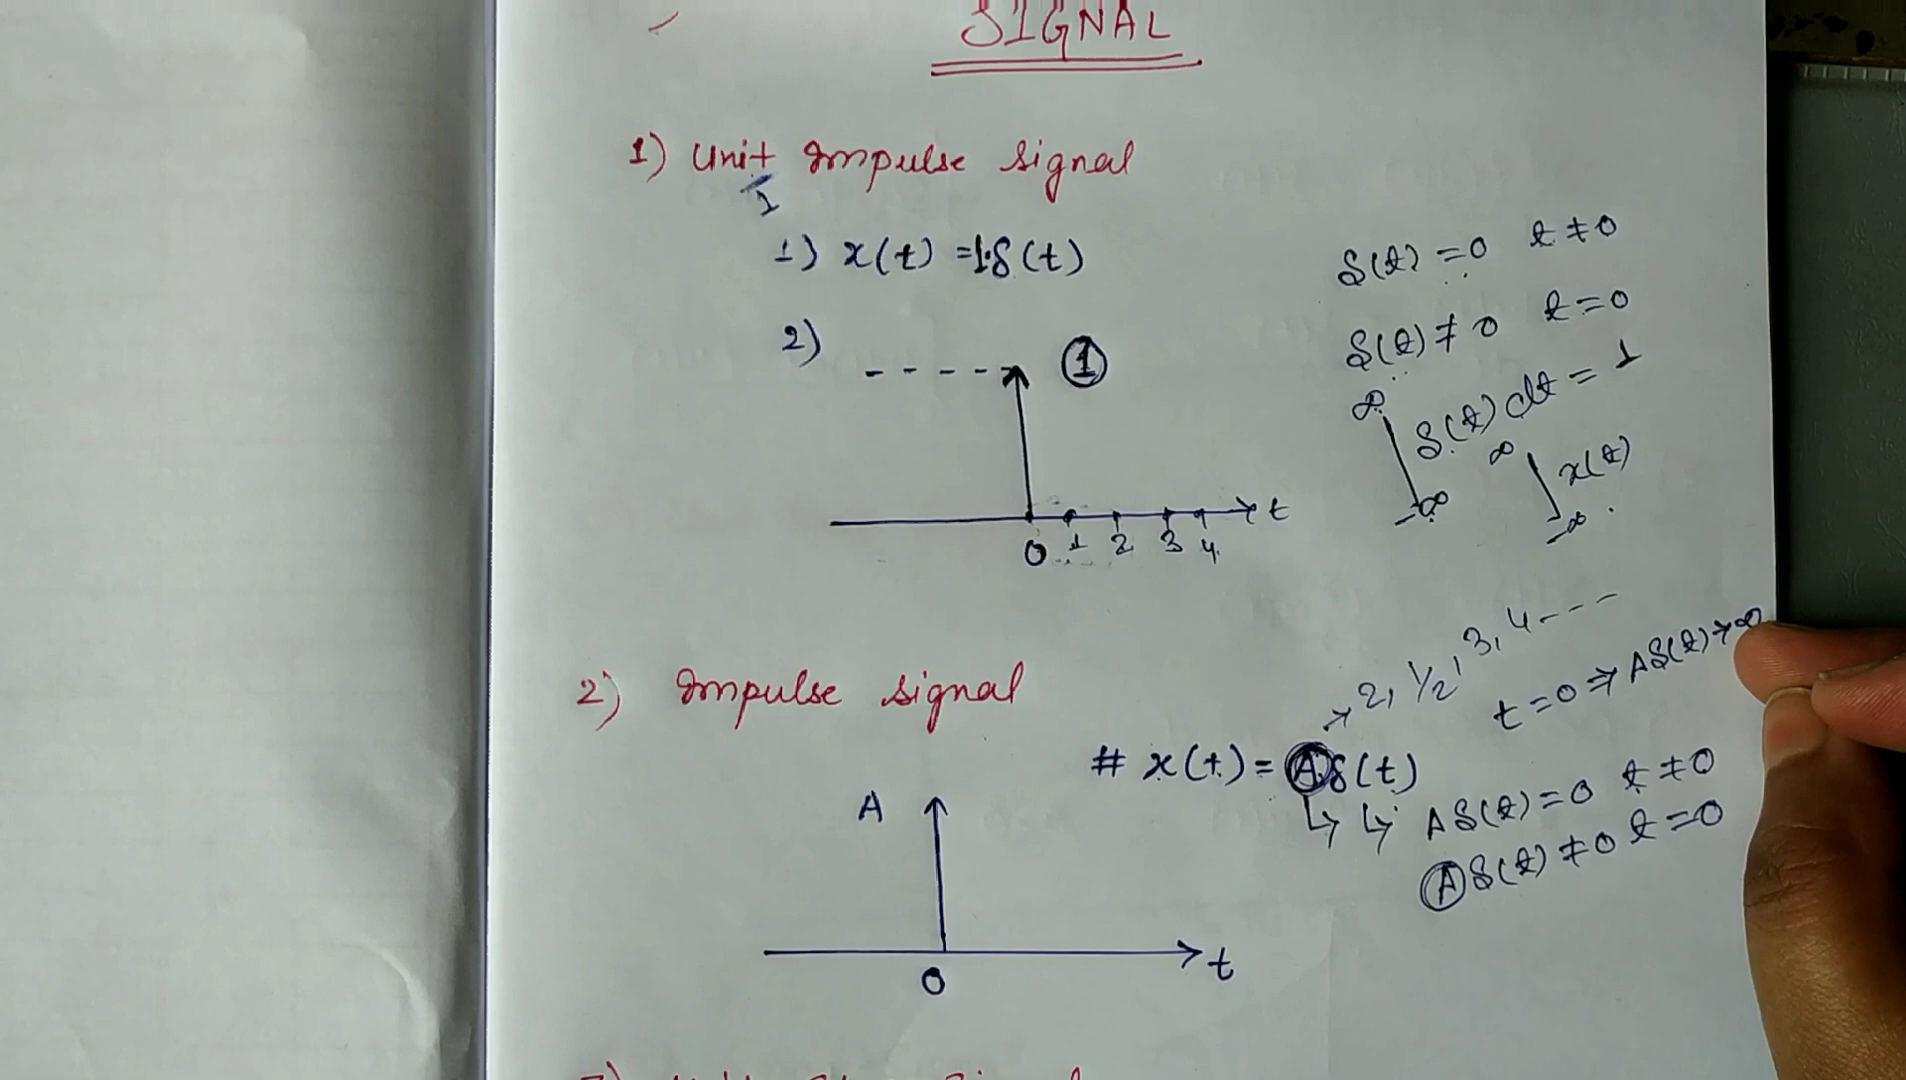 SIGNAL
1) Unit Impulse Signal
1
1) x(t) = 1.δ(t)
δ(t) = 0 t ≠ 0
2)
1
δ(t) ≠ 0 t = 0
∞
∫ δ(t) dt = 1
-∞
∞
∫ x(t)
-∞
t
0 1 2 3 4
2) Impulse Signal
→ 2, 1/2, 3, 4 ---
t = 0 ⇒ Aδ(t) → ∞
# x(t) = A.δ(t)
A
↳ ↳ Aδ(t) = 0 t ≠ 0
Aδ(t) ≠ 0 t = 0
t
0